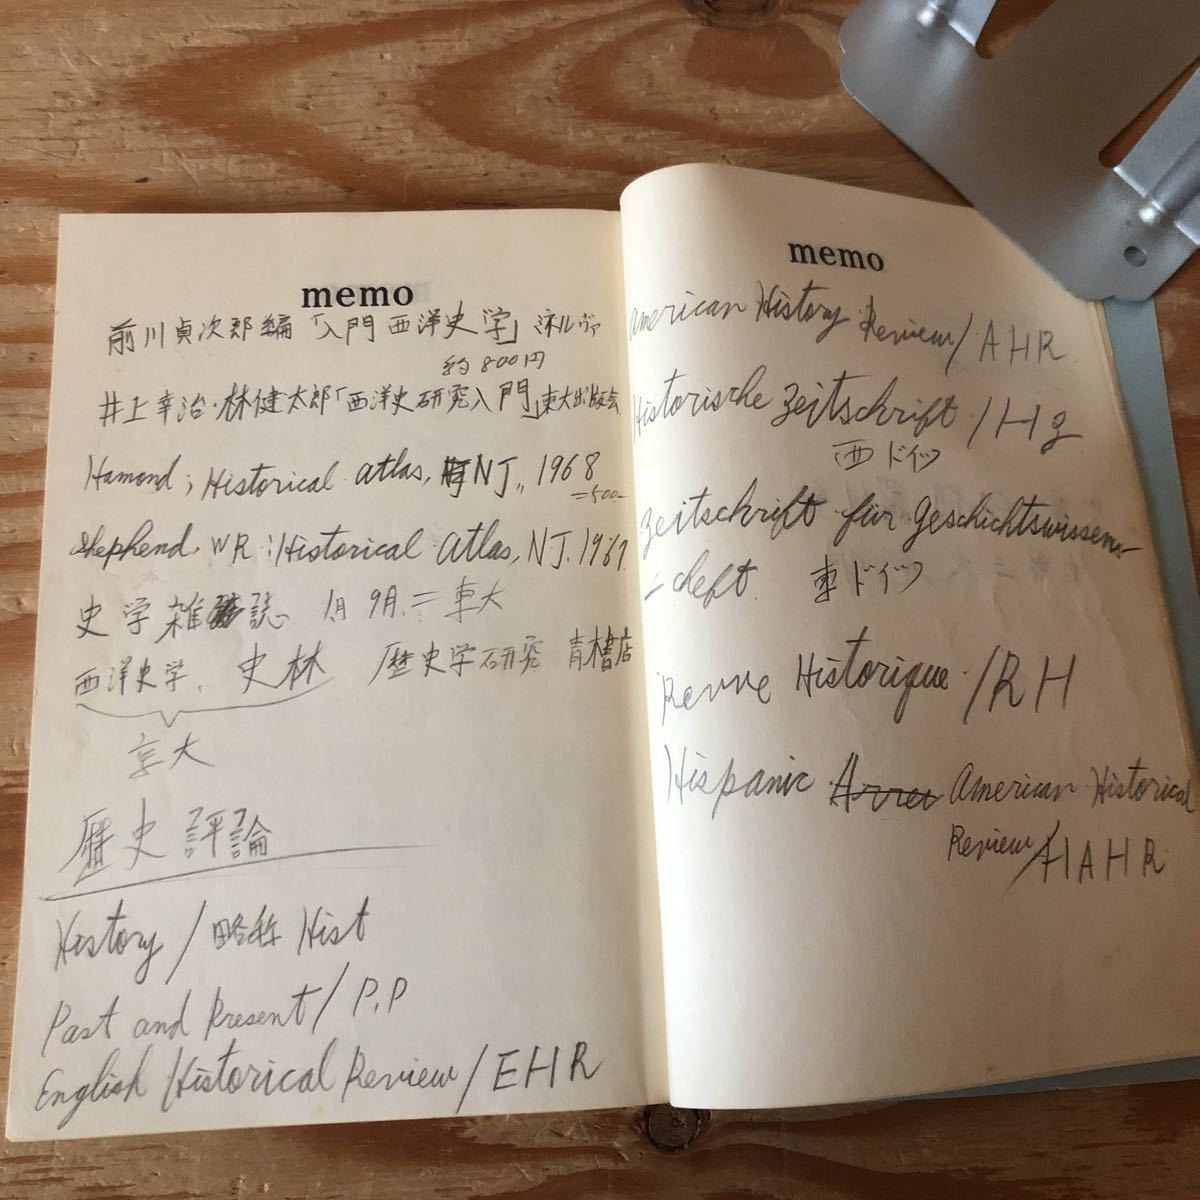 memo
前川貞次郎編「入門西洋史学」ミネルヴァ
約800円
井上幸治・林健太郎「西洋史研究入門」東大出版会
Hamond; Historical atlas, NJ,, 1968
=500-
Shephend, WR: Historical atlas, NJ. 1967.
史学雑誌 1月 9月.=東大
西洋史学、史林 歴史学研究 青木書店
京大
歴史評論
History / 略称 Hist
Past and Present / P.P
English Historical Review / EHR
memo
American History Review / AHR
Historische Zeitschrift / Hz
西ドイツ
Zeitschrift für Geschichtswissen-
-cheft. 東ドイツ
Revue Historique / RH
Hispanic American Historical
Review / HAHR